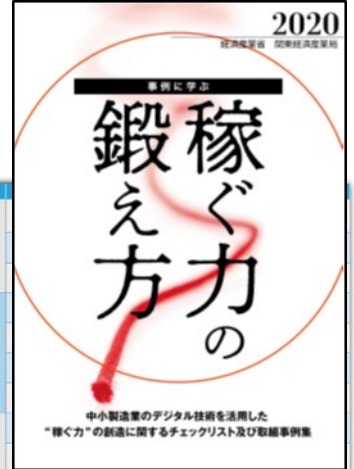 2020
経済産業省 関東経済産業局
事例に学ぶ
稼ぐ力の
鍛え方
中小製造業のデジタル技術を活用した
“稼ぐ力”の創造に関するチェックリスト及び取組事例集